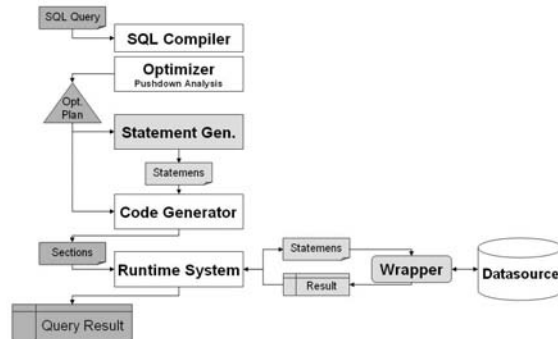 SQL Query
SQL Compiler
Optimizer
Pushdown Analysis
Opt.
Plan
Statement Gen.
Statemens
Code Generator
Sections
Runtime System
Statemens
Result
Wrapper
Datasource
Query Result